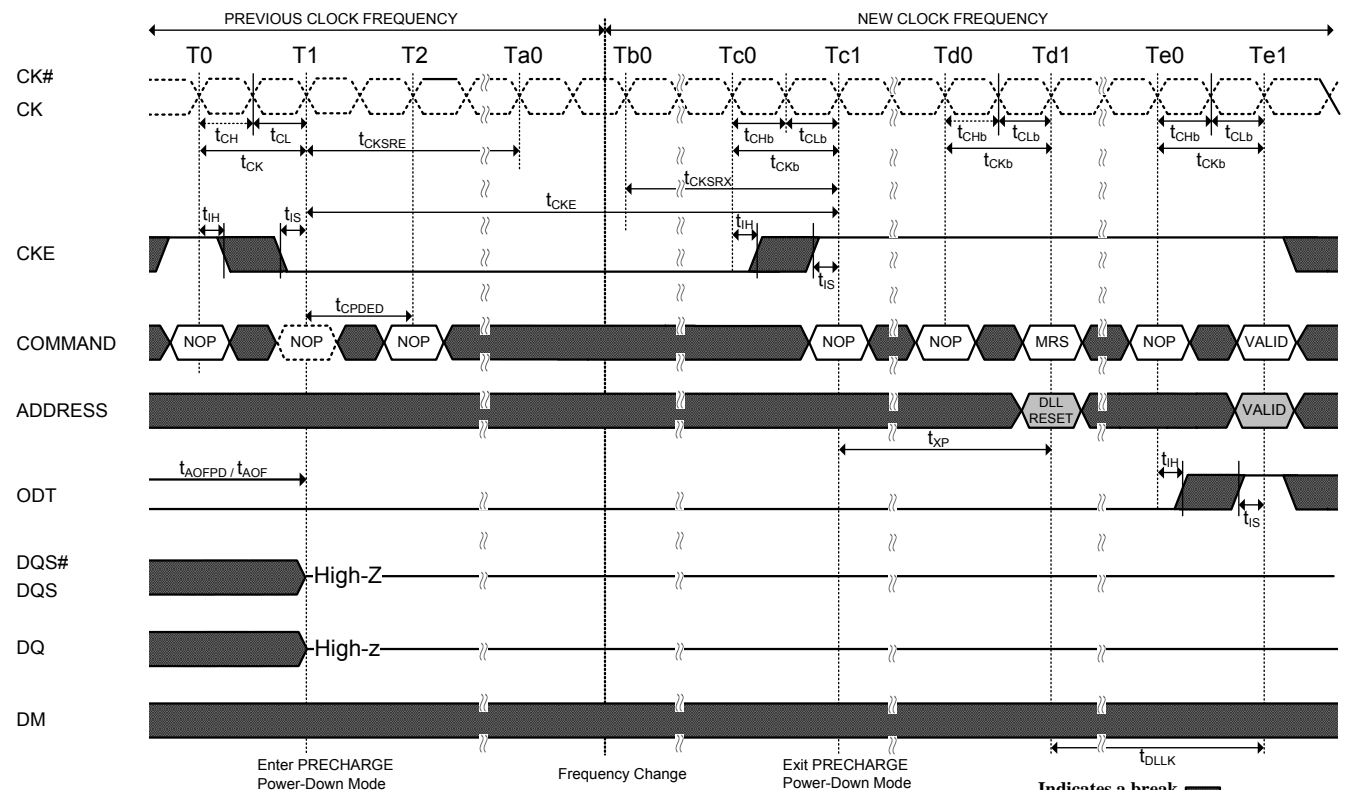 PREVIOUS CLOCK FREQUENCY NEW CLOCK FREQUENCY
T0 T1 T2 Ta0 Tb0 Tc0 Tc1 Td0 Td1 Te0 Te1
CK#
CK
tCH tCL tCHb tCLb tCHb tCLb tCHb tCLb
tCK tCKSRE tCKb tCKb tCKb
tCKSRX
tCKE
tIH tIS tIH
CKE
tIS
tCPDED
COMMAND NOP NOP NOP NOP NOP MRS NOP VALID
ADDRESS DLL RESET VALID
tXP
tAOFPD / tAOF tIH
ODT
tIS
DQS#
DQS High-Z
DQ High-z
DM
tDLLK
Enter PRECHARGE
Power-Down Mode
Frequency Change
Exit PRECHARGE
Power-Down Mode
Indicates a break